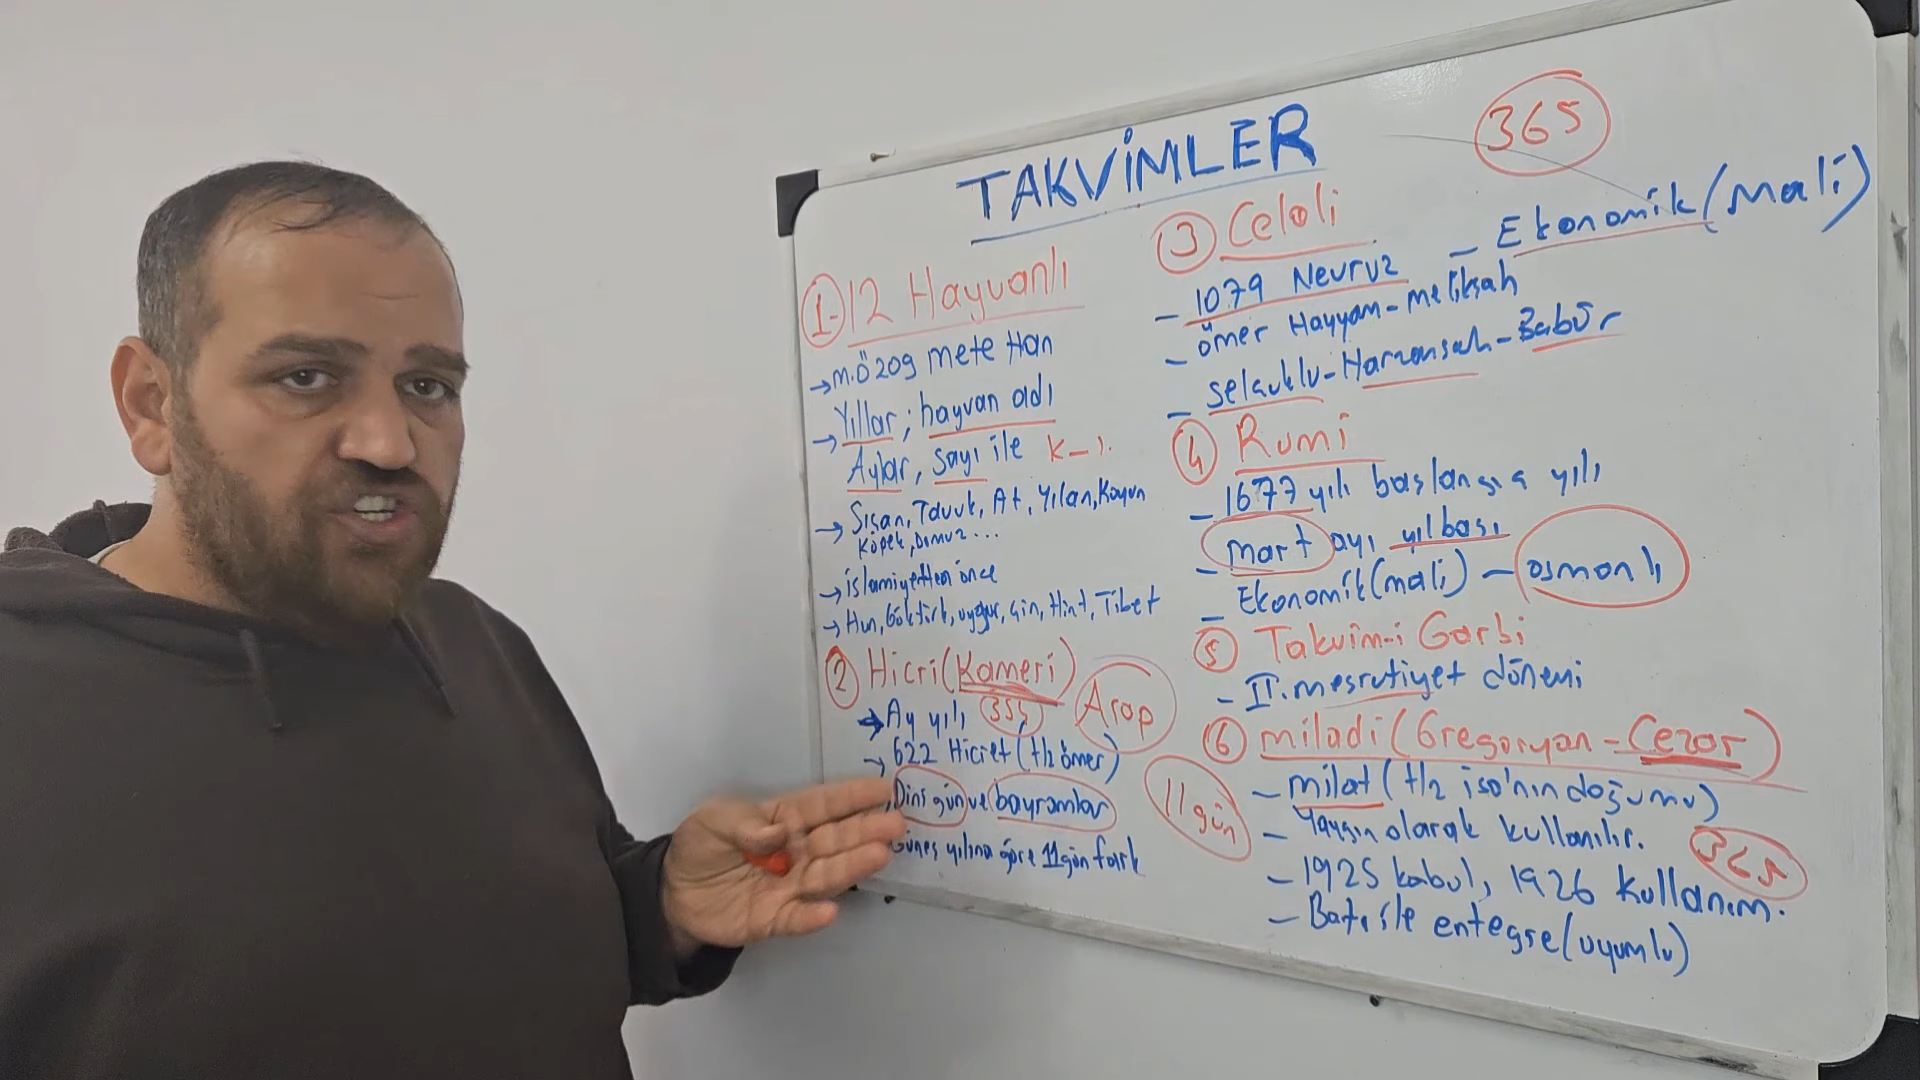 TAKVİMLER
365
1-12 Hayvanlı
→ M.Ö 209 mete Han
→ Yıllar; hayvan adı
Aylar, sayı ile K-1.
→ Sıçan, Tavuk, At, Yılan, Koyun
Köpek, Domuz...
→ islamiyetten önce
→ Hun, Göktürk, uygur, Çin, Hint, Tibet
2 Hicri (Kameri)
→ Ay yılı 355 Arap
→ 622 Hicret (Hz ömer)
Dini gün ve bayramlar
Güneş yılına göre 11 gün fark
11 gün
3 Celali
- Ekonomik (Mali)
- 1079 Nevruz
- ömer Hayyam-melikşah
- selçuklu-Harzemşah-Babür
4 Rumi
- 1677 yılı başlangıç yılı
- mart ayı yılbaşı
- Ekonomik (mali) - osmanlı
5 Takvim-i Garbi
- II. meşrutiyet dönemi
6 miladi (Gregoryan-Cezar)
- milat (Hz isa'nın doğumu)
- Yaygın olarak kullanılır.
365
- 1925 kabul, 1926 kullanım.
- Batı ile entegre (uyumlu)